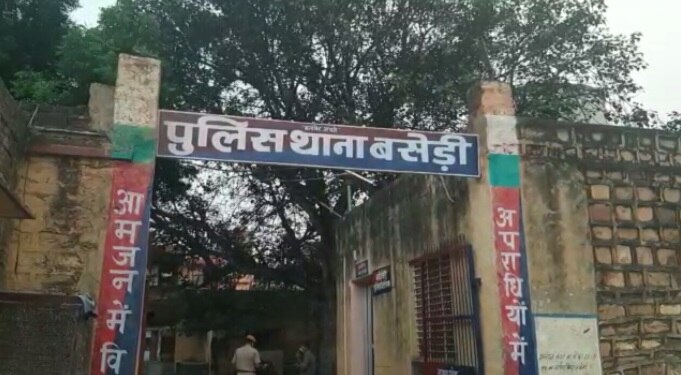 पुलिस थाना बसेड़ी
आमजन में वि
अपराधियों में